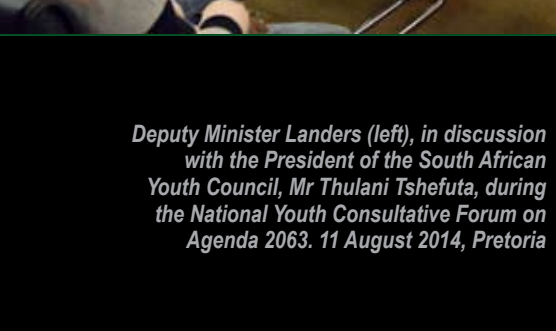 Deputy Minister Landers (left), in discussion
with the President of the South African
Youth Council, Mr Thulani Tshefuta, during
the National Youth Consultative Forum on
Agenda 2063. 11 August 2014, Pretoria